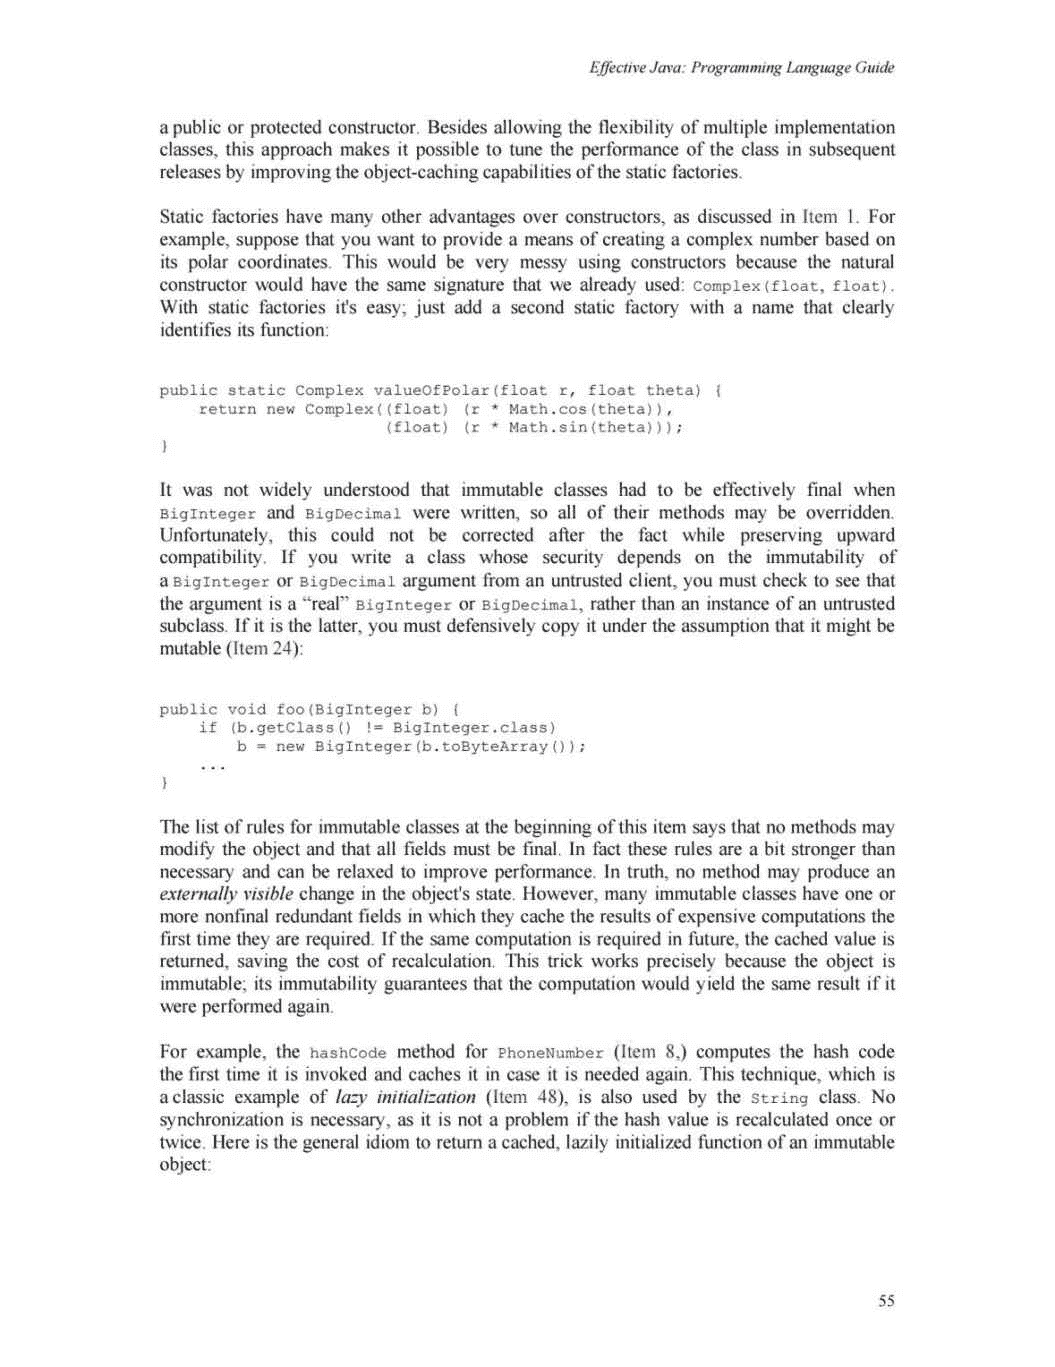 Effective Java: Programming Language Guide
a public or protected constructor. Besides allowing the flexibility of multiple implementation
classes, this approach makes it possible to tune the performance of the class in subsequent
releases by improving the object-caching capabilities of the static factories.
Static factories have many other advantages over constructors, as discussed in Item 1. For
example, suppose that you want to provide a means of creating a complex number based on
its polar coordinates. This would be very messy using constructors because the natural
constructor would have the same signature that we already used: Complex(float, float).
With static factories it's easy; just add a second static factory with a name that clearly
identifies its function:
public static Complex valueOfPolar(float r, float theta) {
    return new Complex((float) (r * Math.cos(theta)),
                       (float) (r * Math.sin(theta)));
}
It was not widely understood that immutable classes had to be effectively final when
BigInteger and BigDecimal were written, so all of their methods may be overridden.
Unfortunately, this could not be corrected after the fact while preserving upward
compatibility. If you write a class whose security depends on the immutability of
a BigInteger or BigDecimal argument from an untrusted client, you must check to see that
the argument is a “real” BigInteger or BigDecimal, rather than an instance of an untrusted
subclass. If it is the latter, you must defensively copy it under the assumption that it might be
mutable (Item 24):
public void foo(BigInteger b) {
    if (b.getClass() != BigInteger.class)
        b = new BigInteger(b.toByteArray());
    ...
}
The list of rules for immutable classes at the beginning of this item says that no methods may
modify the object and that all fields must be final. In fact these rules are a bit stronger than
necessary and can be relaxed to improve performance. In truth, no method may produce an
externally visible change in the object's state. However, many immutable classes have one or
more nonfinal redundant fields in which they cache the results of expensive computations the
first time they are required. If the same computation is required in future, the cached value is
returned, saving the cost of recalculation. This trick works precisely because the object is
immutable; its immutability guarantees that the computation would yield the same result if it
were performed again.
For example, the hashCode method for PhoneNumber (Item 8,) computes the hash code
the first time it is invoked and caches it in case it is needed again. This technique, which is
a classic example of lazy initialization (Item 48), is also used by the String class. No
synchronization is necessary, as it is not a problem if the hash value is recalculated once or
twice. Here is the general idiom to return a cached, lazily initialized function of an immutable
object:
55